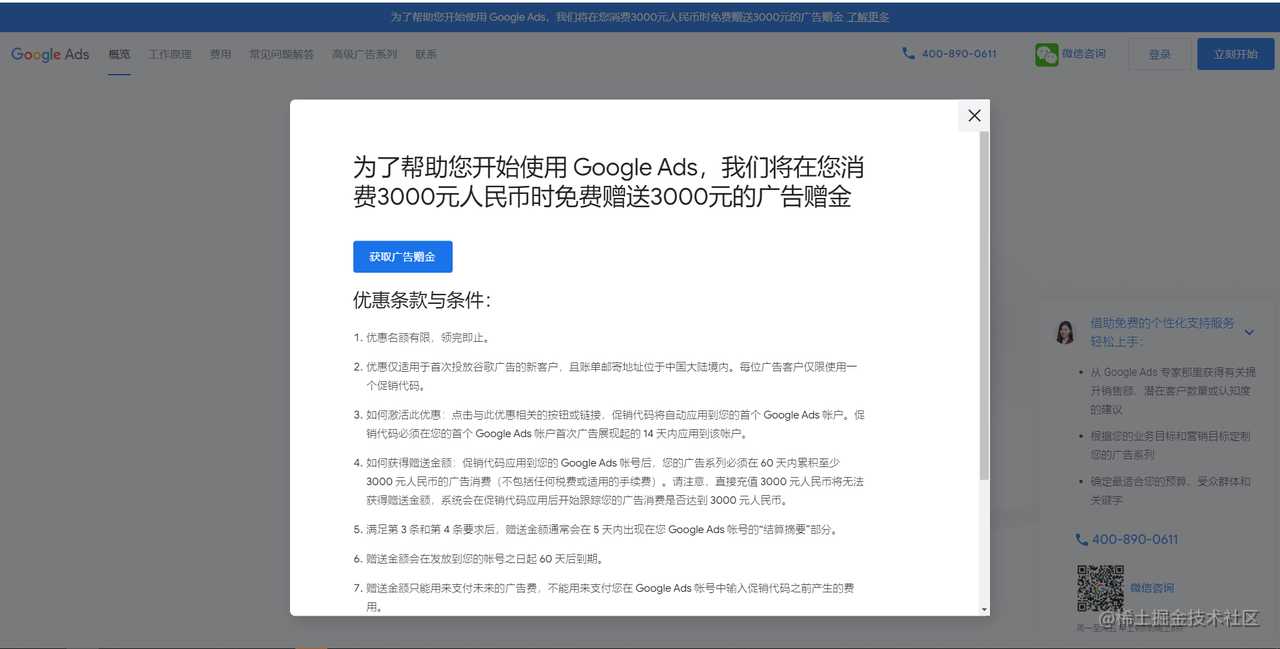 为了帮助您开始使用 Google Ads，我们将在您消费3000元人民币时免费赠送3000元的广告赠金 了解更多
Google Ads 概览 工作原理 费用 常见问题解答 高级广告系列 联系 400-890-0611 微信咨询 登录 立刻开始
为了帮助您开始使用 Google Ads，我们将在您消
费3000元人民币时免费赠送3000元的广告赠金
获取广告赠金
优惠条款与条件：
1. 优惠名额有限，领完即止。
2. 优惠仅适用于首次投放谷歌广告的新客户，且账单邮寄地址位于中国大陆境内。每位广告客户仅限使用一
个促销代码。
3. 如何激活此优惠：点击与此优惠相关的按钮或链接，促销代码将自动应用到您的首个 Google Ads 帐户。促
销代码必须在您的首个 Google Ads 帐户首次广告展现起的 14 天内应用到该帐户。
4. 如何获得赠送金额：促销代码应用到您的 Google Ads 帐号后，您的广告系列必须在 60 天内累积至少
3000 元人民币的广告消费（不包括任何税费或适用的手续费）。请注意，直接充值 3000 元人民币将无法
获得赠送金额，系统会在促销代码应用后开始跟踪您的广告消费是否达到 3000 元人民币。
5. 满足第 3 条和第 4 条要求后，赠送金额通常会在 5 天内出现在您 Google Ads 帐号的“结算摘要”部分。
6. 赠送金额会在发放到您的帐号之日起 60 天后到期。
7. 赠送金额只能用来支付未来的广告费，不能用来支付您在 Google Ads 帐号中输入促销代码之前产生的费
用。
借助免费的个性化支持服务
轻松上手：
• 从 Google Ads 专家那里获得有关提
升销售额、潜在客户数量或认知度
的建议
• 根据您的业务目标和营销目标定制
您的广告系列
• 确定最适合您的预算、受众群体和
关键字
400-890-0611
微信咨询
@稀土掘金技术社区